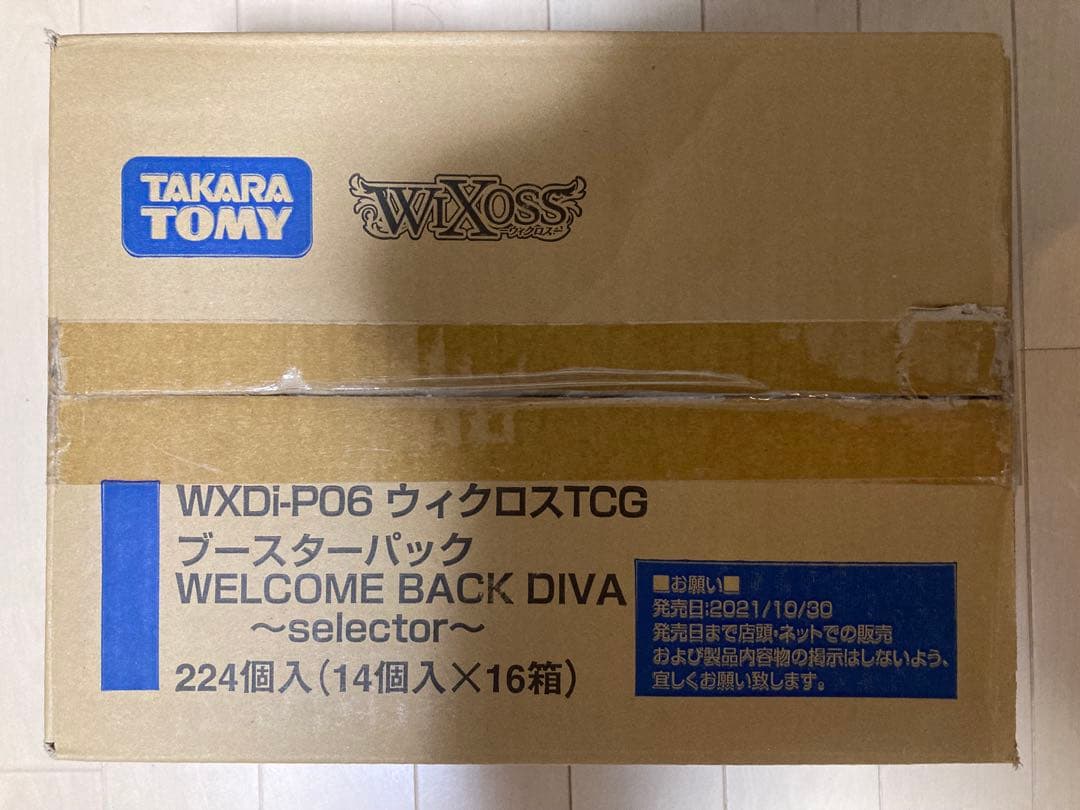 TAKARA
TOMY
WIXOSS
ウィクロス
WXDi-P06 ウィクロスTCG
ブースターパック
WELCOME BACK DIVA
～selector～
224個入(14個入×16箱)
■お願い■
発売日:2021/10/30
発売日まで店頭・ネットでの販売
および製品内容物の掲示はしないよう、
宜しくお願い致します。